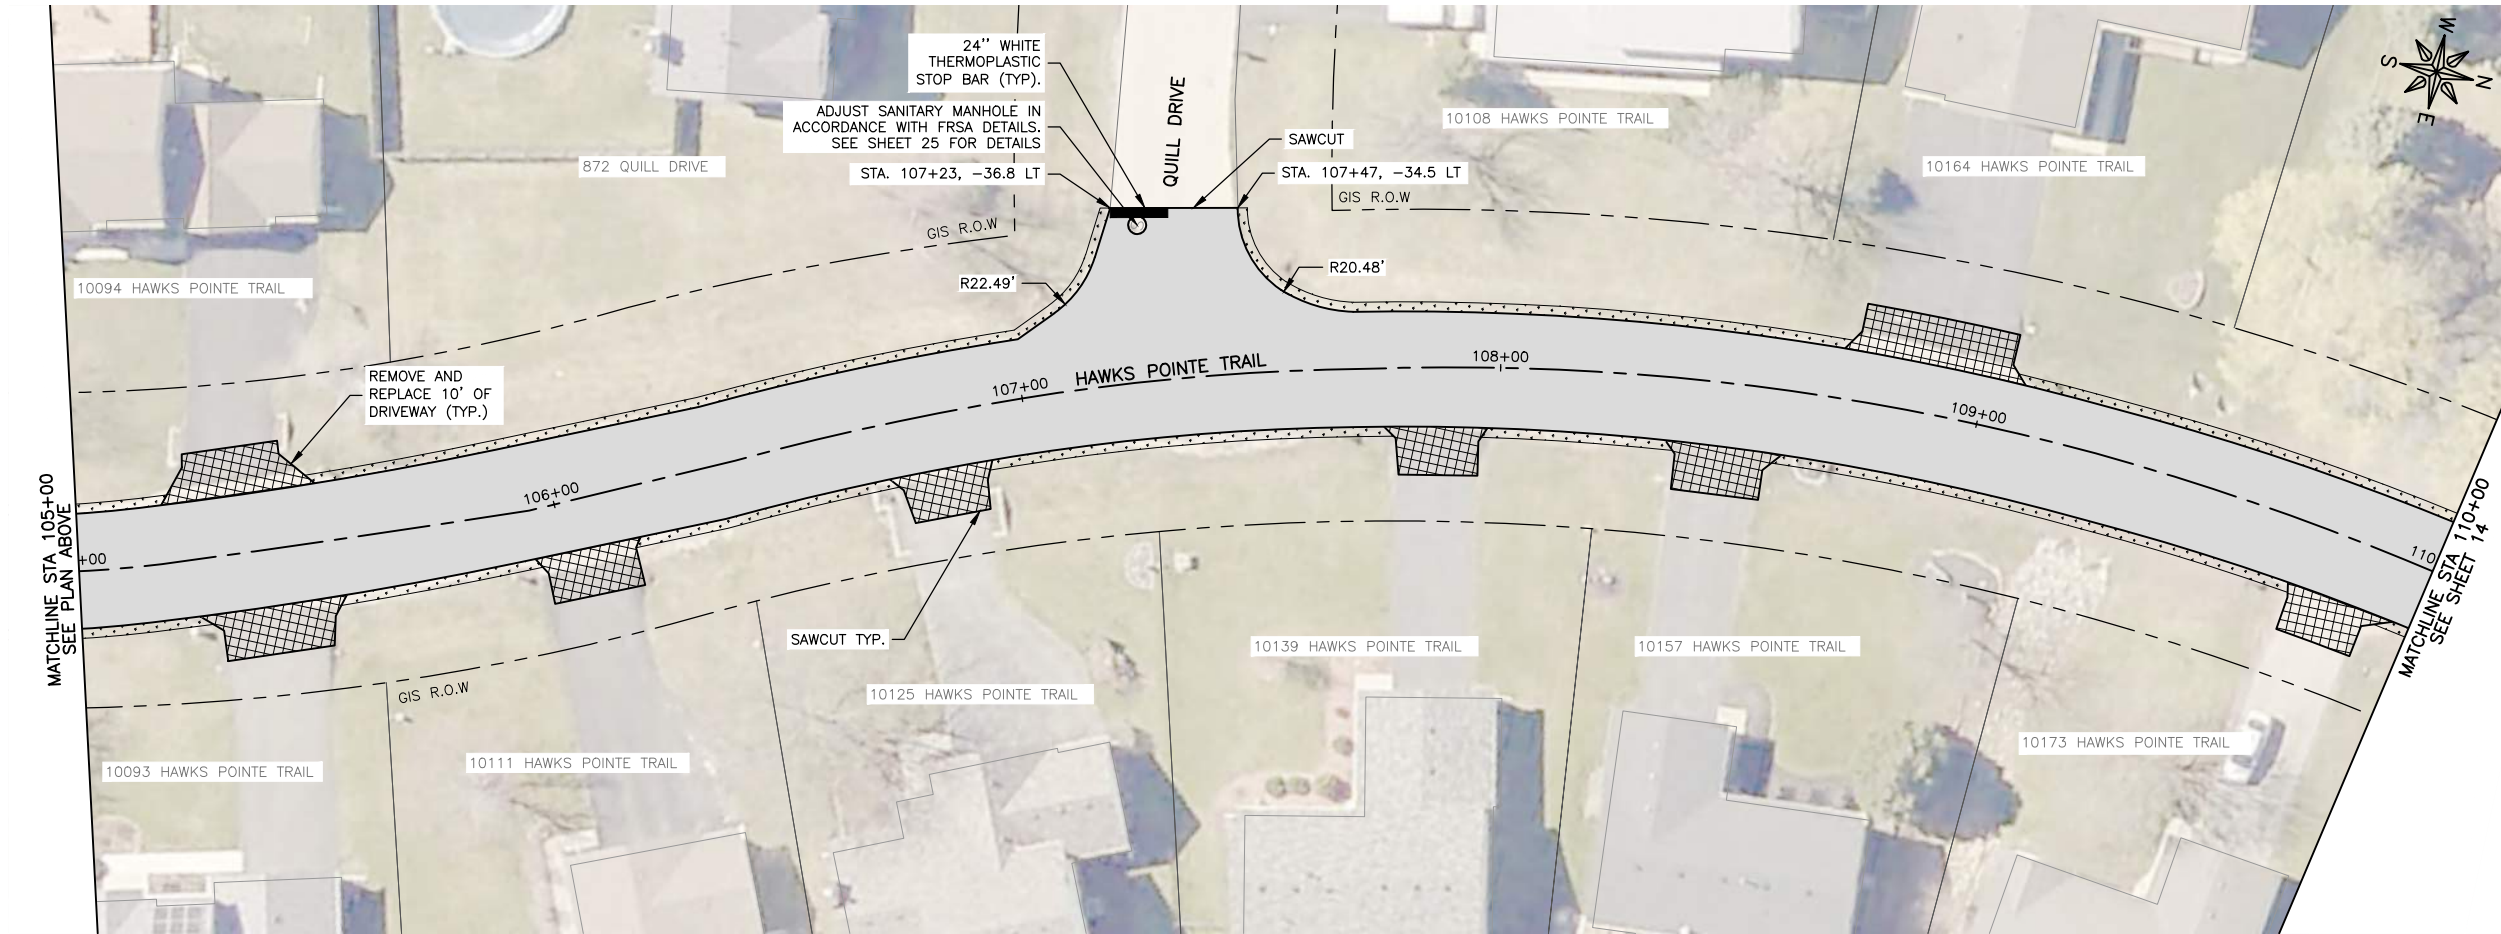 24'' WHITE
THERMOPLASTIC
STOP BAR (TYP).
ADJUST SANITARY MANHOLE IN
ACCORDANCE WITH FRSA DETAILS.
SEE SHEET 25 FOR DETAILS
STA. 107+23, -36.8 LT
QUILL DRIVE
SAWCUT
STA. 107+47, -34.5 LT
GIS R.O.W
10108 HAWKS POINTE TRAIL
10164 HAWKS POINTE TRAIL
W
N
S
E
872 QUILL DRIVE
GIS R.O.W
10094 HAWKS POINTE TRAIL
R22.49'
R20.48'
REMOVE AND
REPLACE 10' OF
DRIVEWAY (TYP.)
HAWKS POINTE TRAIL
+00
106+00
107+00
108+00
109+00
110
MATCHLINE STA 105+00
SEE PLAN ABOVE
MATCHLINE STA 110+00
SEE SHEET 14
SAWCUT TYP.
GIS R.O.W
10093 HAWKS POINTE TRAIL
10111 HAWKS POINTE TRAIL
10125 HAWKS POINTE TRAIL
10139 HAWKS POINTE TRAIL
10157 HAWKS POINTE TRAIL
10173 HAWKS POINTE TRAIL